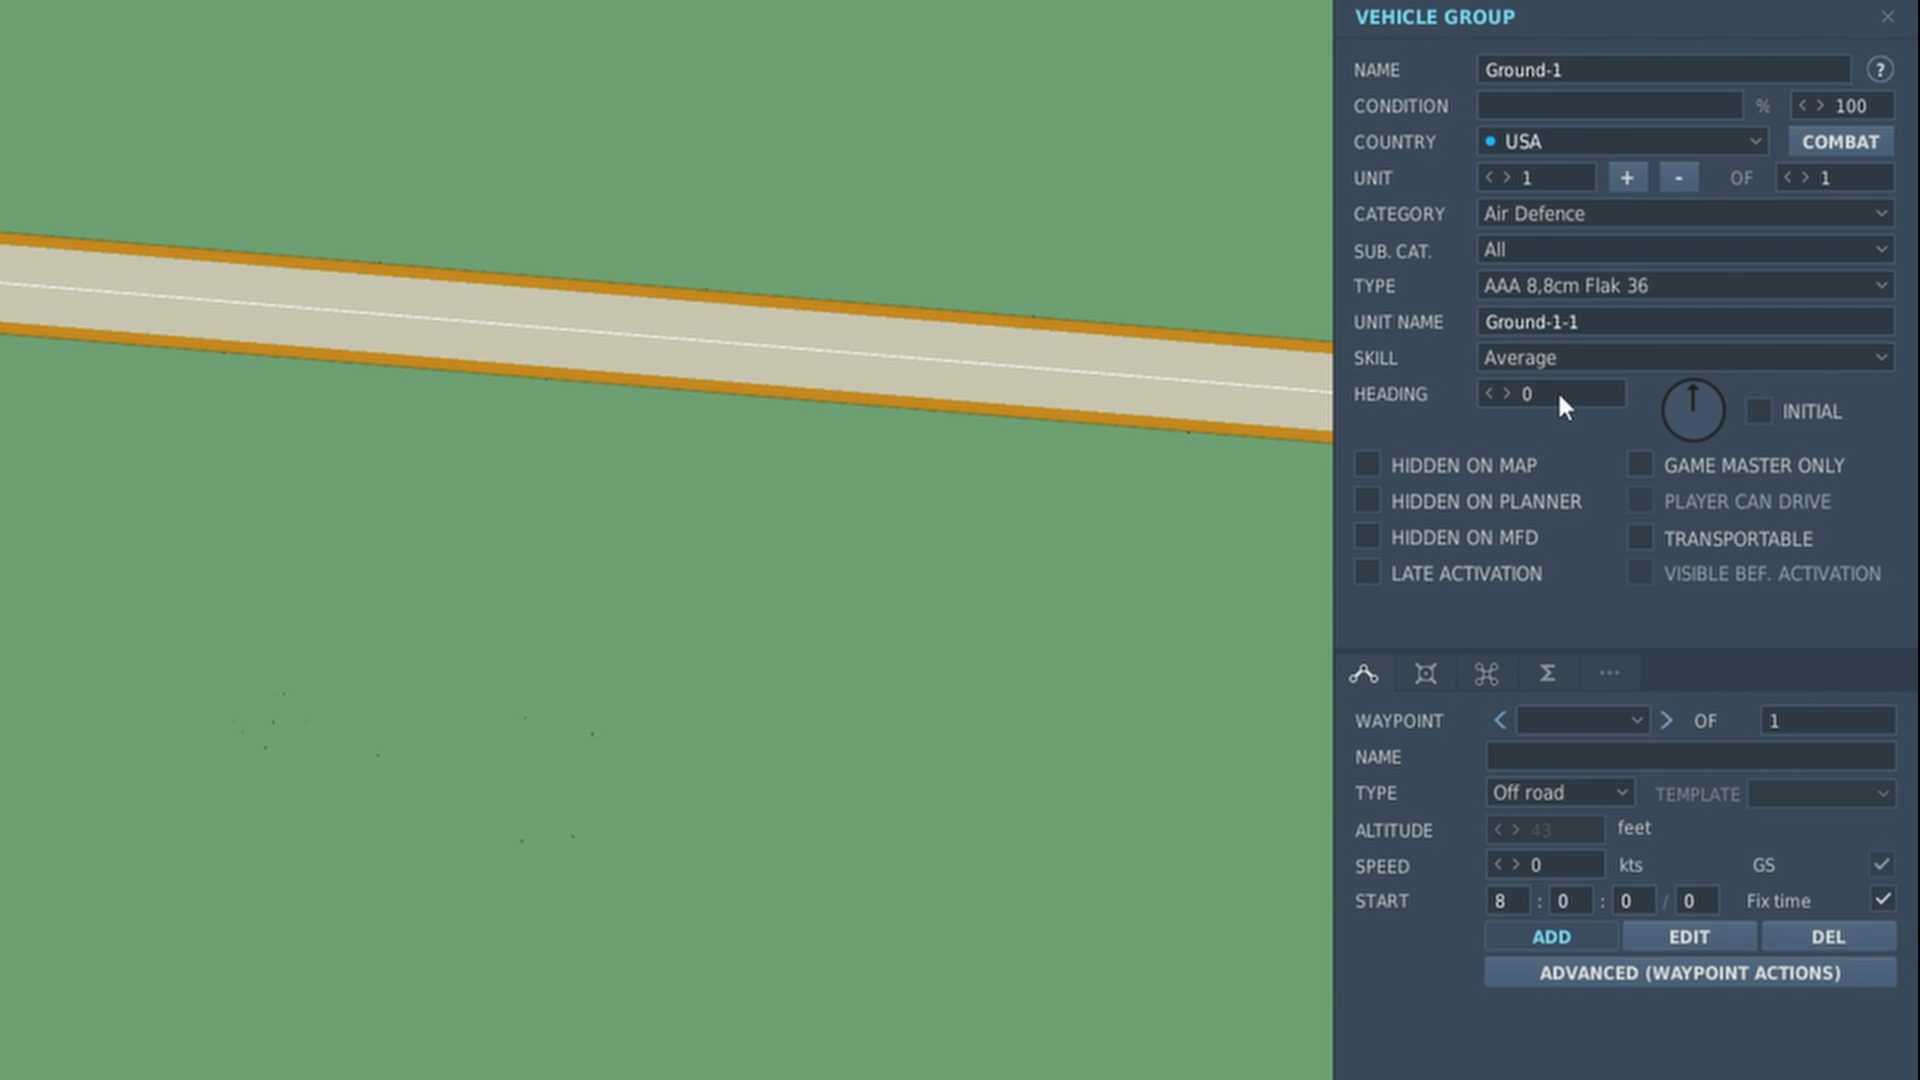 VEHICLE GROUP
NAME Ground-1 ?
CONDITION % < > 100
COUNTRY USA COMBAT
UNIT < > 1 + - OF < > 1
CATEGORY Air Defence
SUB. CAT. All
TYPE AAA 8,8cm Flak 36
UNIT NAME Ground-1-1
SKILL Average
HEADING < > 0 INITIAL
HIDDEN ON MAP GAME MASTER ONLY
HIDDEN ON PLANNER PLAYER CAN DRIVE
HIDDEN ON MFD TRANSPORTABLE
LATE ACTIVATION VISIBLE BEF. ACTIVATION
Σ ...
WAYPOINT < > OF 1
NAME
TYPE Off road TEMPLATE
ALTITUDE < > 43 feet
SPEED < > 0 kts GS
START 8 : 0 : 0 / 0 Fix time
ADD EDIT DEL
ADVANCED (WAYPOINT ACTIONS)